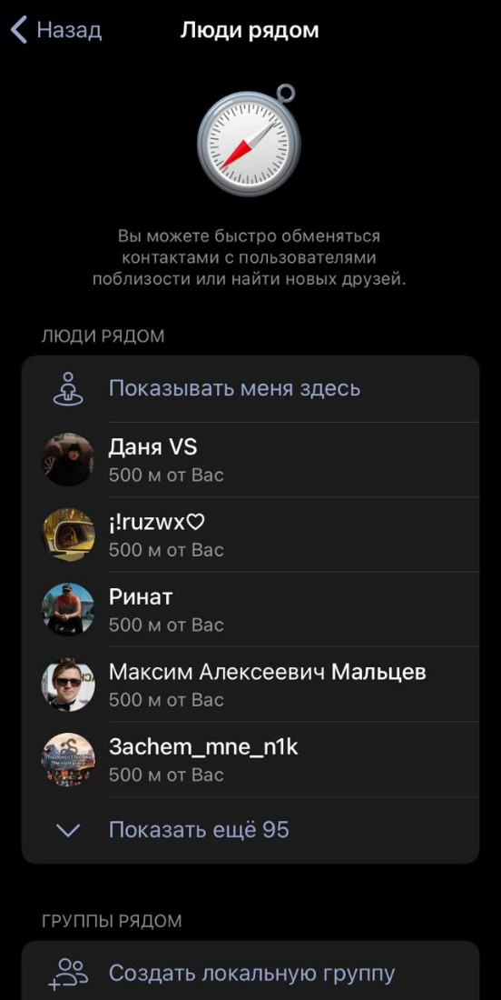 Назад
Люди рядом
Вы можете быстро обменяться
контактами с пользователями
поблизости или найти новых друзей.
ЛЮДИ РЯДОМ
Показывать меня здесь
Даня VS
500 м от Вас
¡!ruzwx♡
500 м от Вас
Ринат
500 м от Вас
Максим Алексеевич Мальцев
500 м от Вас
3achem_mne_n1k
500 м от Вас
Показать ещё 95
ГРУППЫ РЯДОМ
Создать локальную группу